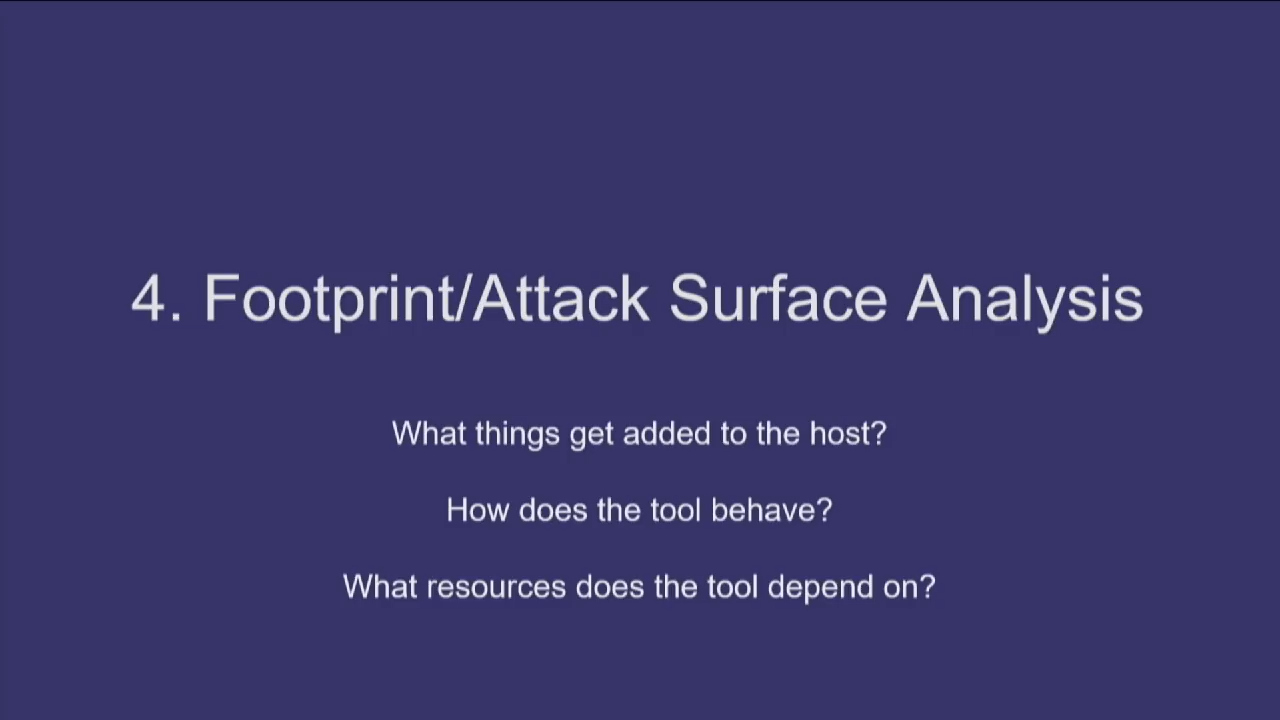 4. Footprint/Attack Surface Analysis
What things get added to the host?
How does the tool behave?
What resources does the tool depend on?